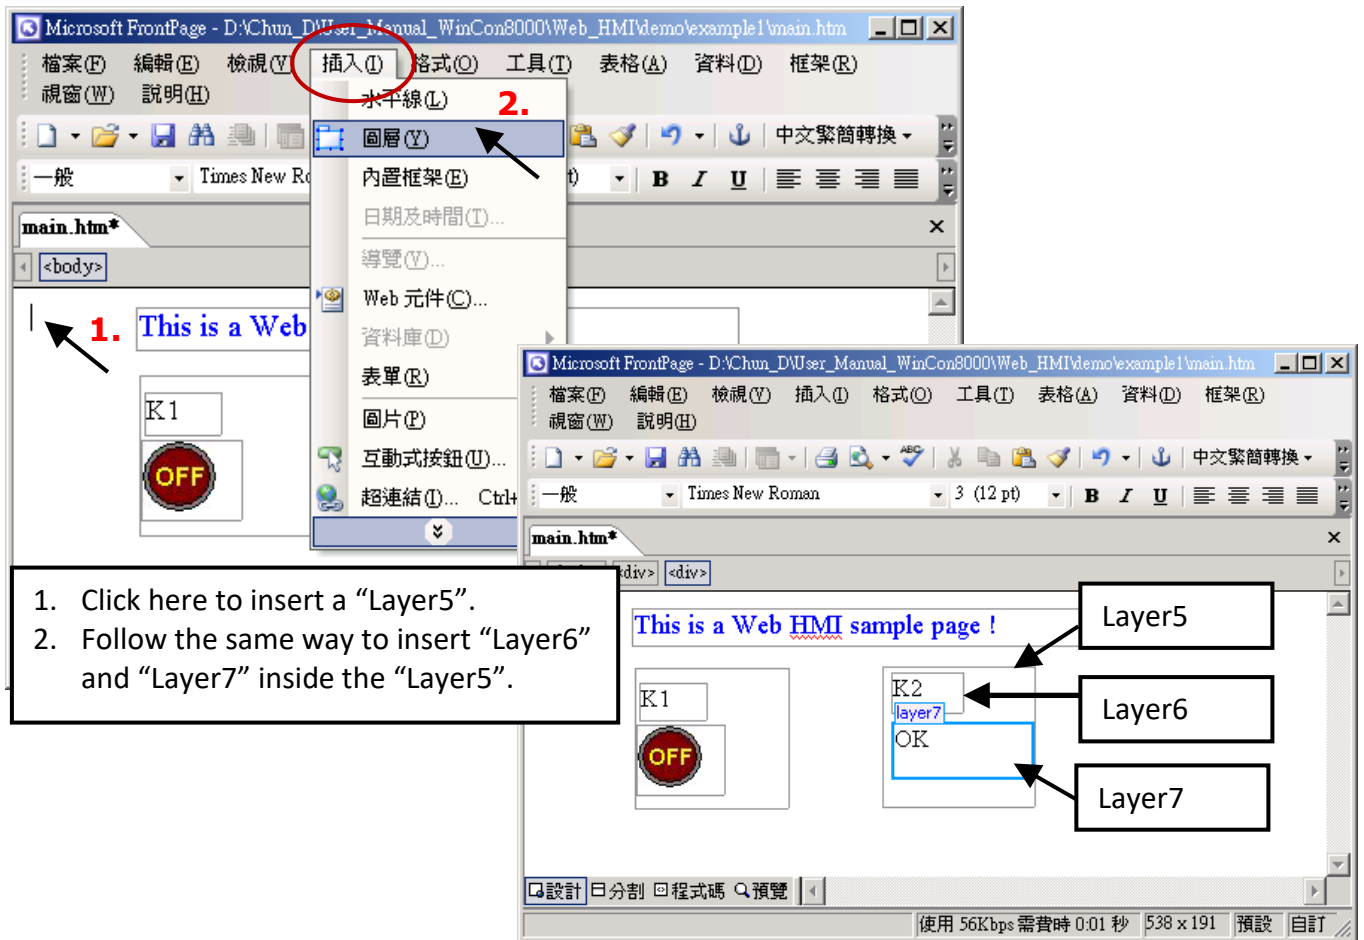 Microsoft FrontPage - D:\Chun_D\User_Manual_WinCon8000\Web_HMI\demo\example1\main.htm
檔案(F) 編輯(E) 檢視(V) 插入(I) 格式(O) 工具(T) 表格(A) 資料(D) 框架(R)
視窗(W) 說明(H)
中文繁簡轉換
一般 Times New Ro
B I U
main.htm*
<body>
水平線(L)
2.
圖層(Y)
內置框架(E)
日期及時間(T)...
導覽(V)...
Web 元件(C)...
資料庫(D)
表單(R)
圖片(P)
互動式按鈕(U)...
超連結(I)... Ctrl+
1.
This is a Web
K1
OFF
1. Click here to insert a “Layer5”.
2. Follow the same way to insert “Layer6”
and “Layer7” inside the “Layer5”.
Microsoft FrontPage - D:\Chun_D\User_Manual_WinCon8000\Web_HMI\demo\example1\main.htm
檔案(F) 編輯(E) 檢視(V) 插入(I) 格式(O) 工具(T) 表格(A) 資料(D) 框架(R)
視窗(W) 說明(H)
ABC 中文繁簡轉換
一般 Times New Roman 3 (12 pt) B I U
main.htm*
<div> <div>
This is a Web HMI sample page !
Layer5
K1
OFF
K2
layer7
OK
Layer6
Layer7
設計 分割 程式碼 預覽
使用 56Kbps 需費時 0:01 秒 538 x 191 預設 自訂